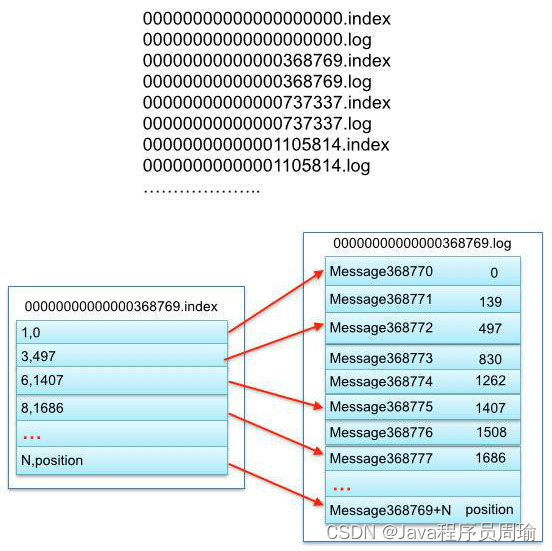 00000000000000000000.index
00000000000000000000.log
00000000000000368769.index
00000000000000368769.log
00000000000000737337.index
00000000000000737337.log
00000000000001105814.index
00000000000001105814.log
………………..
00000000000000368769.index
1,0
3,497
6,1407
8,1686
…
N,position
00000000000000368769.log
Message368770 0
Message368771 139
Message368772 497
Message368773 830
Message368774 1262
Message368775 1407
Message368776 1508
Message368777 1686
…
Message368769+N position
CSDN @Java程序员周瑜